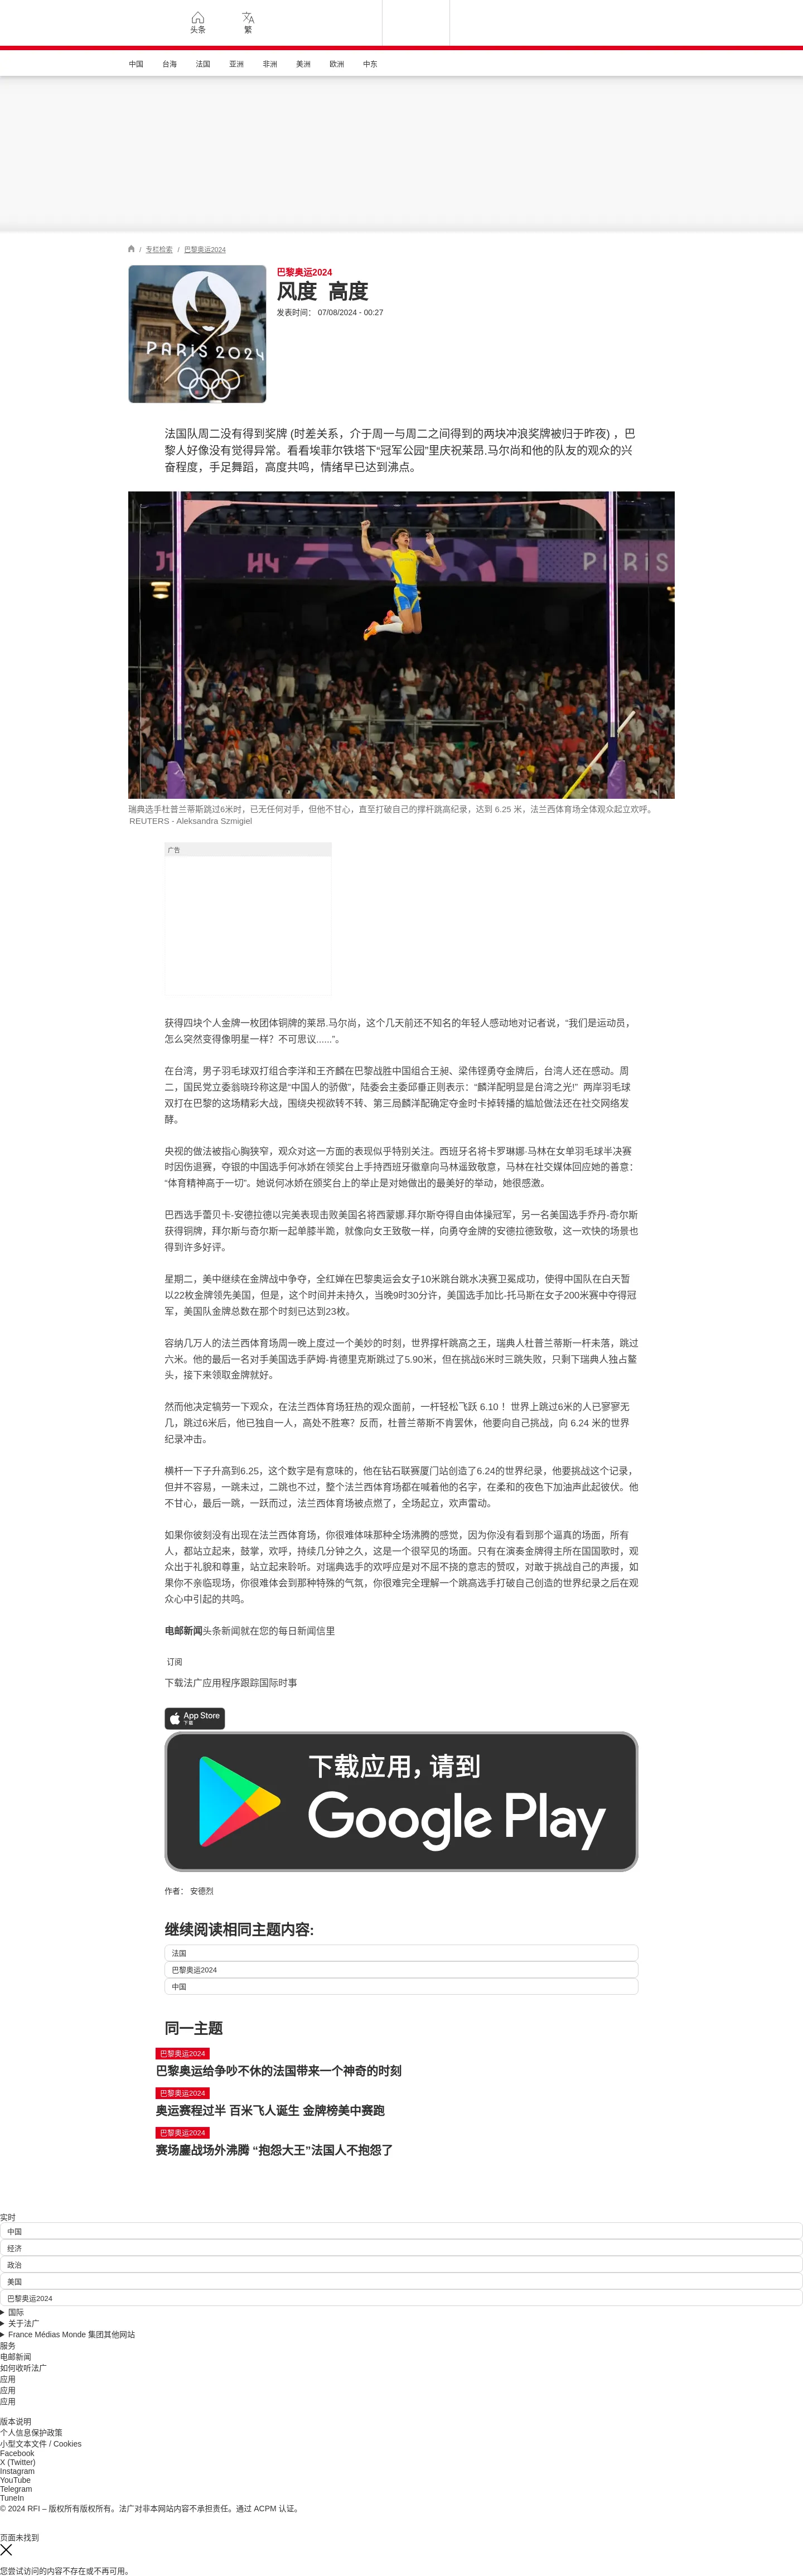 头条
繁
中国
台海
法国
亚洲
非洲
美洲
欧洲
中东
/ 专栏检索 / 巴黎奥运2024
PARIS 2024
巴黎奥运2024
风度 高度
发表时间： 07/08/2024 - 00:27
法国队周二没有得到奖牌 (时差关系，介于周一与周二之间得到的两块冲浪奖牌被归于昨夜) ，巴
黎人好像没有觉得异常。看看埃菲尔铁塔下“冠军公园”里庆祝莱昂.马尔尚和他的队友的观众的兴
奋程度，手足舞蹈，高度共鸣，情绪早已达到沸点。
H4
PARIS
瑞典选手杜普兰蒂斯跳过6米时，已无任何对手，但他不甘心，直至打破自己的撑杆跳高纪录，达到 6.25 米，法兰西体育场全体观众起立欢呼。
REUTERS - Aleksandra Szmigiel
广告
获得四块个人金牌一枚团体铜牌的莱昂.马尔尚，这个几天前还不知名的年轻人感动地对记者说，“我们是运动员，
怎么突然变得像明星一样？不可思议......”。
在台湾，男子羽毛球双打组合李洋和王齐麟在巴黎战胜中国组合王昶、梁伟铿勇夺金牌后，台湾人还在感动。周
二，国民党立委翁晓玲称这是“中国人的骄傲”，陆委会主委邱垂正则表示：“麟洋配明显是台湾之光!” 两岸羽毛球
双打在巴黎的这场精彩大战，围绕央视欲转不转、第三局麟洋配确定夺金时卡掉转播的尴尬做法还在社交网络发
酵。
央视的做法被指心胸狭窄，观众对这一方面的表现似乎特别关注。西班牙名将卡罗琳娜·马林在女单羽毛球半决赛
时因伤退赛，夺银的中国选手何冰娇在领奖台上手持西班牙徽章向马林遥致敬意，马林在社交媒体回应她的善意：
“体育精神高于一切”。她说何冰娇在颁奖台上的举止是对她做出的最美好的举动，她很感激。
巴西选手蕾贝卡-安德拉德以完美表现击败美国名将西蒙娜.拜尔斯夺得自由体操冠军，另一名美国选手乔丹-奇尔斯
获得铜牌，拜尔斯与奇尔斯一起单膝半跪，就像向女王致敬一样，向勇夺金牌的安德拉德致敬，这一欢快的场景也
得到许多好评。
星期二，美中继续在金牌战中争夺，全红婵在巴黎奥运会女子10米跳台跳水决赛卫冕成功，使得中国队在白天暂
以22枚金牌领先美国，但是，这个时间并未持久，当晚9时30分许，美国选手加比-托马斯在女子200米赛中夺得冠
军，美国队金牌总数在那个时刻已达到23枚。
容纳几万人的法兰西体育场周一晚上度过一个美妙的时刻，世界撑杆跳高之王，瑞典人杜普兰蒂斯一杆未落，跳过
六米。他的最后一名对手美国选手萨姆-肯德里克斯跳过了5.90米，但在挑战6米时三跳失败，只剩下瑞典人独占鳌
头，接下来领取金牌就好。
然而他决定犒劳一下观众，在法兰西体育场狂热的观众面前，一杆轻松飞跃 6.10！世界上跳过6米的人已寥寥无
几，跳过6米后，他已独自一人，高处不胜寒？反而，杜普兰蒂斯不肯罢休，他要向自己挑战，向 6.24 米的世界
纪录冲击。
横杆一下子升高到6.25，这个数字是有意味的，他在钻石联赛厦门站创造了6.24的世界纪录，他要挑战这个记录，
但并不容易，一跳未过，二跳也不过，整个法兰西体育场都在喊着他的名字，在柔和的夜色下加油声此起彼伏。他
不甘心，最后一跳，一跃而过，法兰西体育场被点燃了，全场起立，欢声雷动。
如果你彼刻没有出现在法兰西体育场，你很难体味那种全场沸腾的感觉，因为你没有看到那个逼真的场面，所有
人，都站立起来，鼓掌，欢呼，持续几分钟之久，这是一个很罕见的场面。只有在演奏金牌得主所在国国歌时，观
众出于礼貌和尊重，站立起来聆听。对瑞典选手的欢呼应是对不屈不挠的意志的赞叹，对敢于挑战自己的声援，如
果你不亲临现场，你很难体会到那种特殊的气氛，你很难完全理解一个跳高选手打破自己创造的世界纪录之后在观
众心中引起的共鸣。
电邮新闻头条新闻就在您的每日新闻信里
订阅
下载法广应用程序跟踪国际时事
App Store
下载
下载应用，请到
Google Play
作者： 安德烈
继续阅读相同主题内容:
法国
巴黎奥运2024
中国
同一主题
巴黎奥运2024
巴黎奥运给争吵不休的法国带来一个神奇的时刻
巴黎奥运2024
奥运赛程过半 百米飞人诞生 金牌榜美中赛跑
巴黎奥运2024
赛场鏖战场外沸腾 “抱怨大王”法国人不抱怨了
实时
中国
经济
政治
美国
巴黎奥运2024
国际
关于法广
France Médias Monde 集团其他网站
服务
电邮新闻
如何收听法广
应用
应用
应用
版本说明
个人信息保护政策
小型文本文件 / Cookies
Facebook
X (Twitter)
Instagram
YouTube
Telegram
TuneIn
© 2024 RFI – 版权所有版权所有。法广对非本网站内容不承担责任。通过 ACPM 认证。
页面未找到
您尝试访问的内容不存在或不再可用。